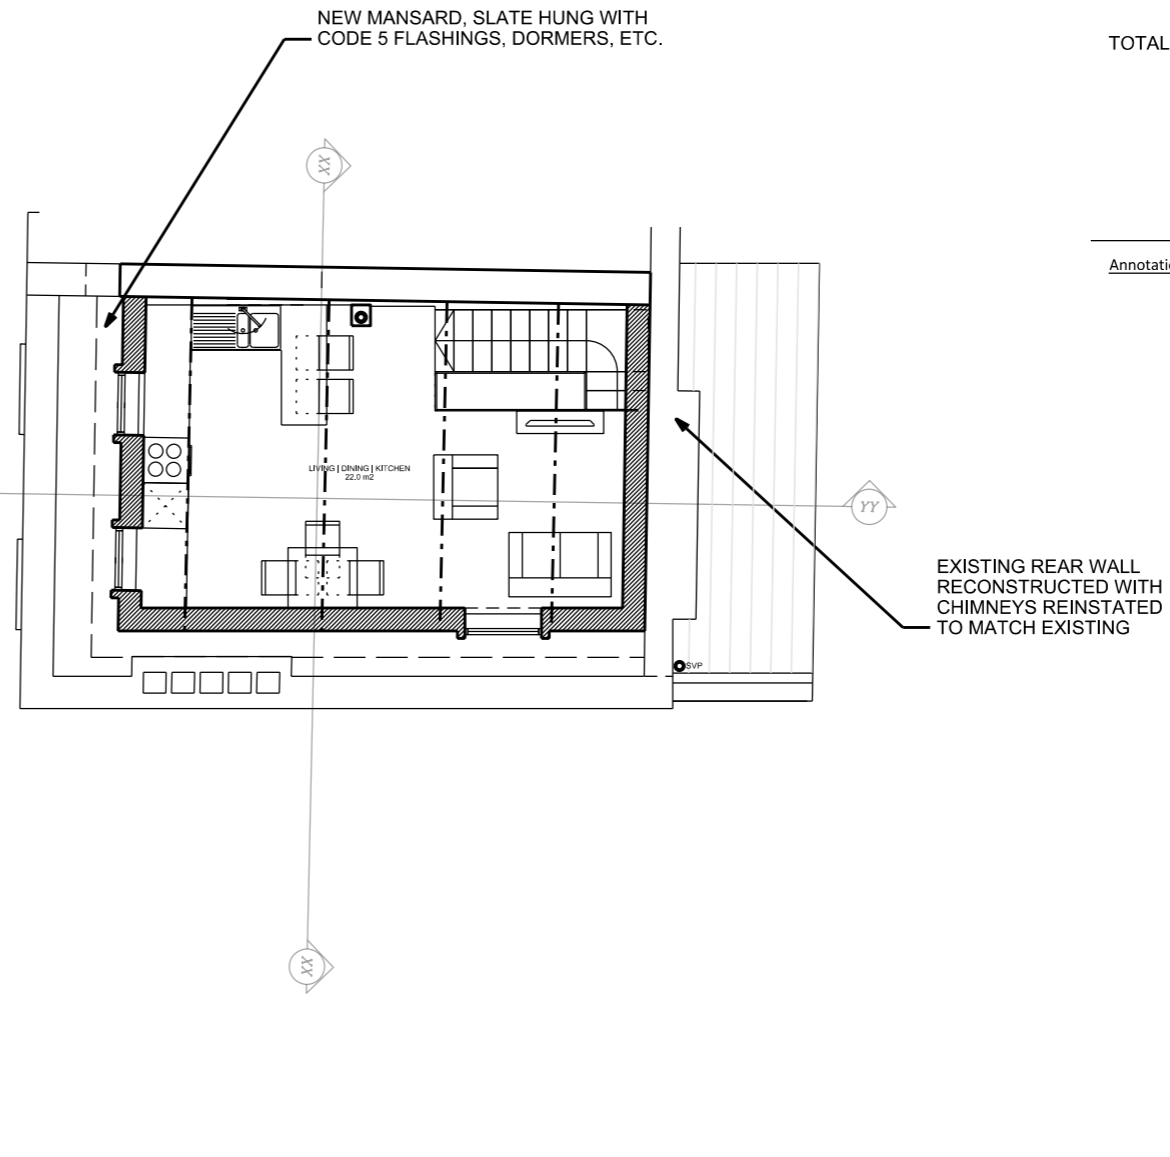 NEW MANSARD, SLATE HUNG WITH
CODE 5 FLASHINGS, DORMERS, ETC.
TOTAL
XX
Annotatio
LIVING | DINING | KITCHEN
22.0 m2
YY
EXISTING REAR WALL
RECONSTRUCTED WITH
CHIMNEYS REINSTATED
TO MATCH EXISTING
SVP
XX